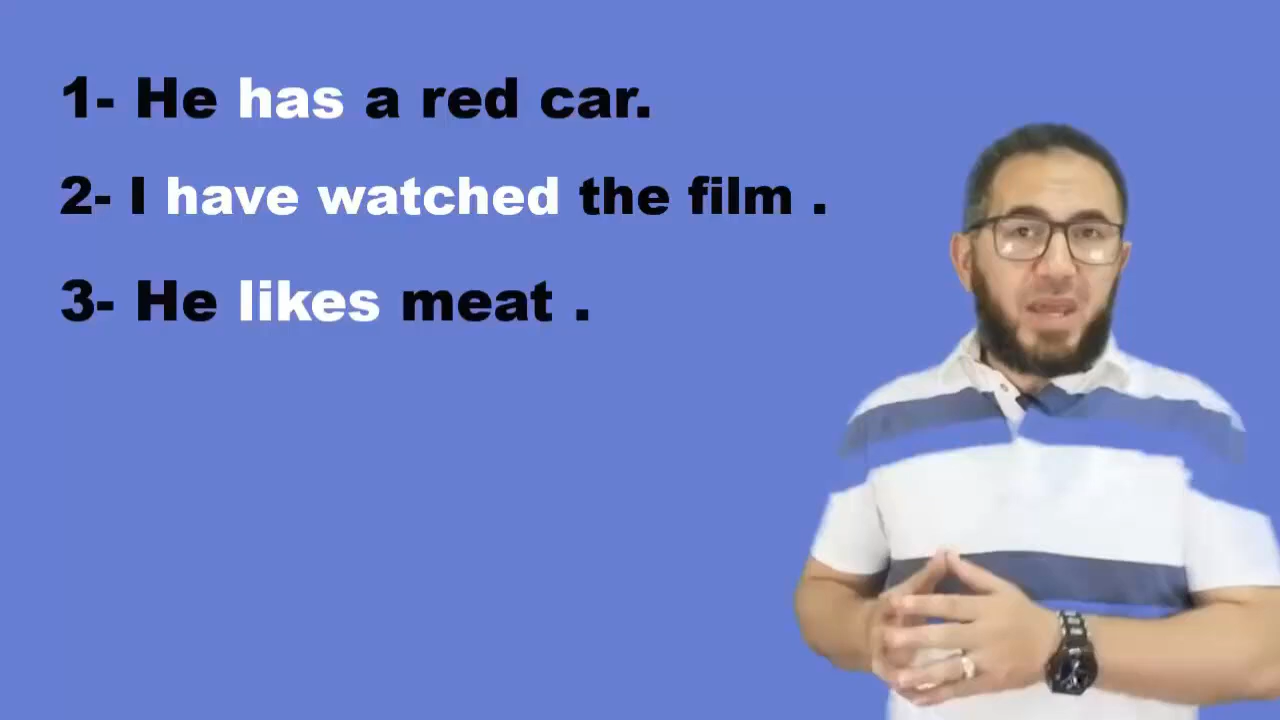 1- He has a red car.
2- I have watched the film .
3- He likes meat .